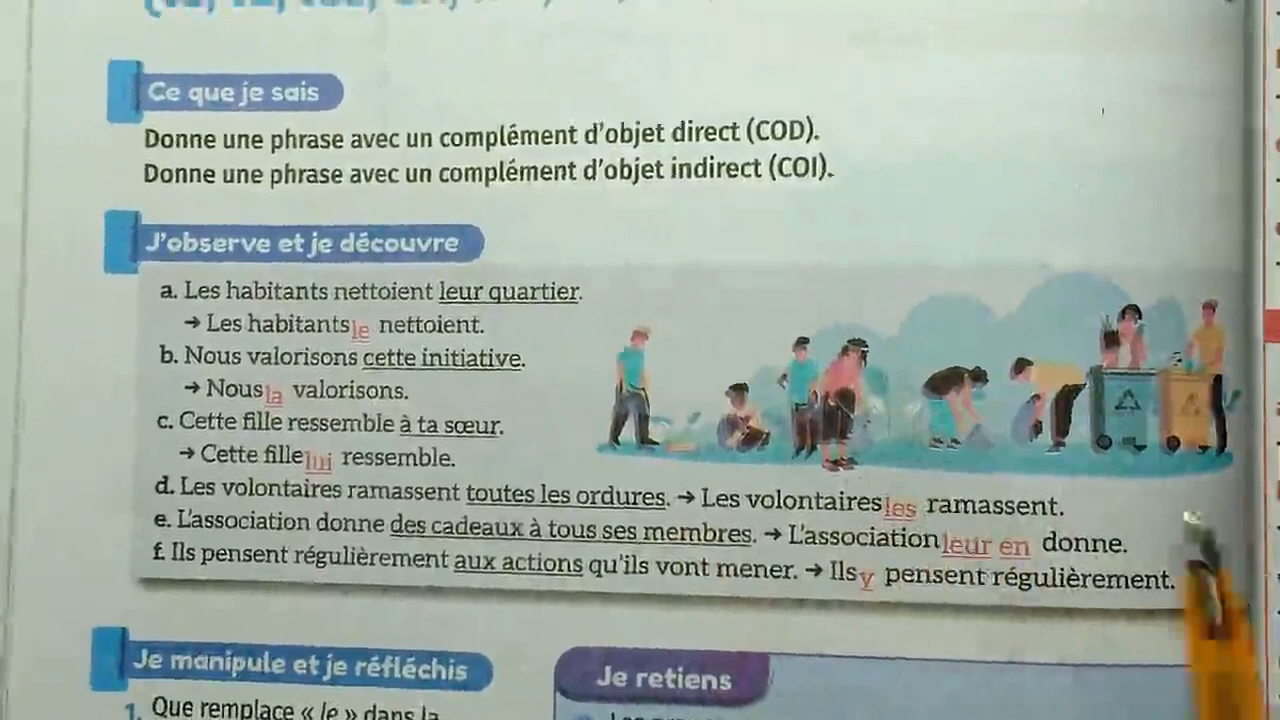 Ce que je sais
Donne une phrase avec un complément d'objet direct (COD).
Donne une phrase avec un complément d'objet indirect (COI).
J'observe et je découvre
a. Les habitants nettoient leur quartier.
→ Les habitants le nettoient.
b. Nous valorisons cette initiative.
→ Nous la valorisons.
c. Cette fille ressemble à ta sœur.
→ Cette fille lui ressemble.
d. Les volontaires ramassent toutes les ordures. → Les volontaires les ramassent.
e. L'association donne des cadeaux à tous ses membres. → L'association leur en donne.
f. Ils pensent régulièrement aux actions qu'ils vont mener. → Ils y pensent régulièrement.
Je manipule et je réfléchis
1. Que remplace « le » dans la
Je retiens